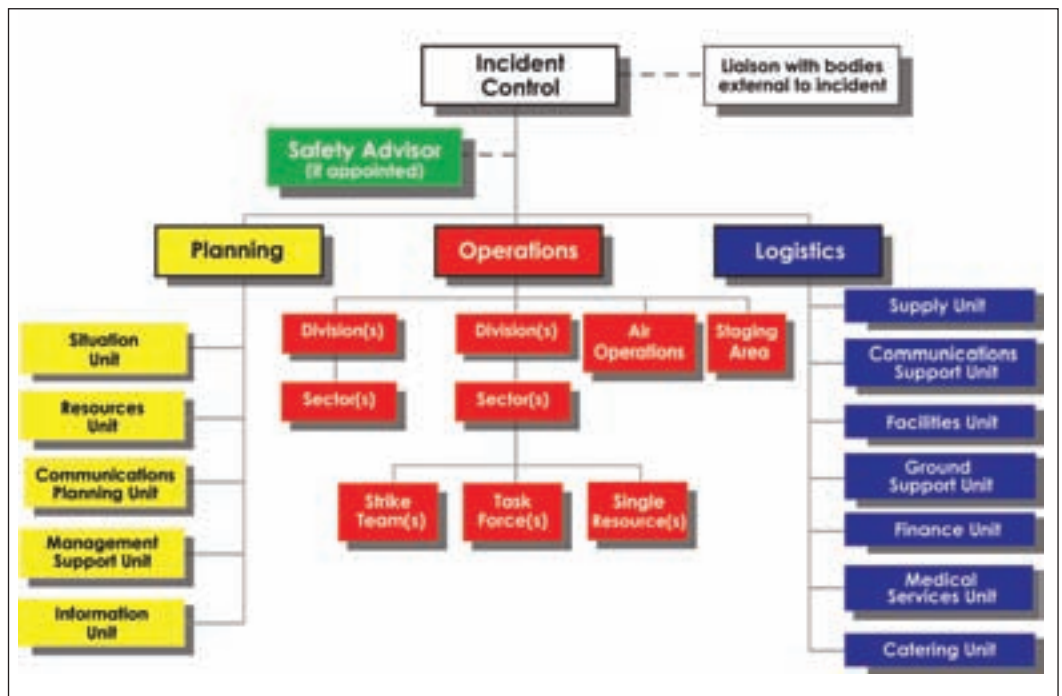 Incident
Control
Liaison with bodies
external to incident
Safety Advisor
(if appointed)
Planning
Operations
Logistics
Situation
Unit
Resources
Unit
Communications
Planning Unit
Management
Support Unit
Information
Unit
Division(s)
Sector(s)
Division(s)
Sector(s)
Air
Operations
Staging
Area
Strike
Team(s)
Task
Force(s)
Single
Resource(s)
Supply Unit
Communications
Support Unit
Facilities Unit
Ground
Support Unit
Finance Unit
Medical
Services Unit
Catering Unit